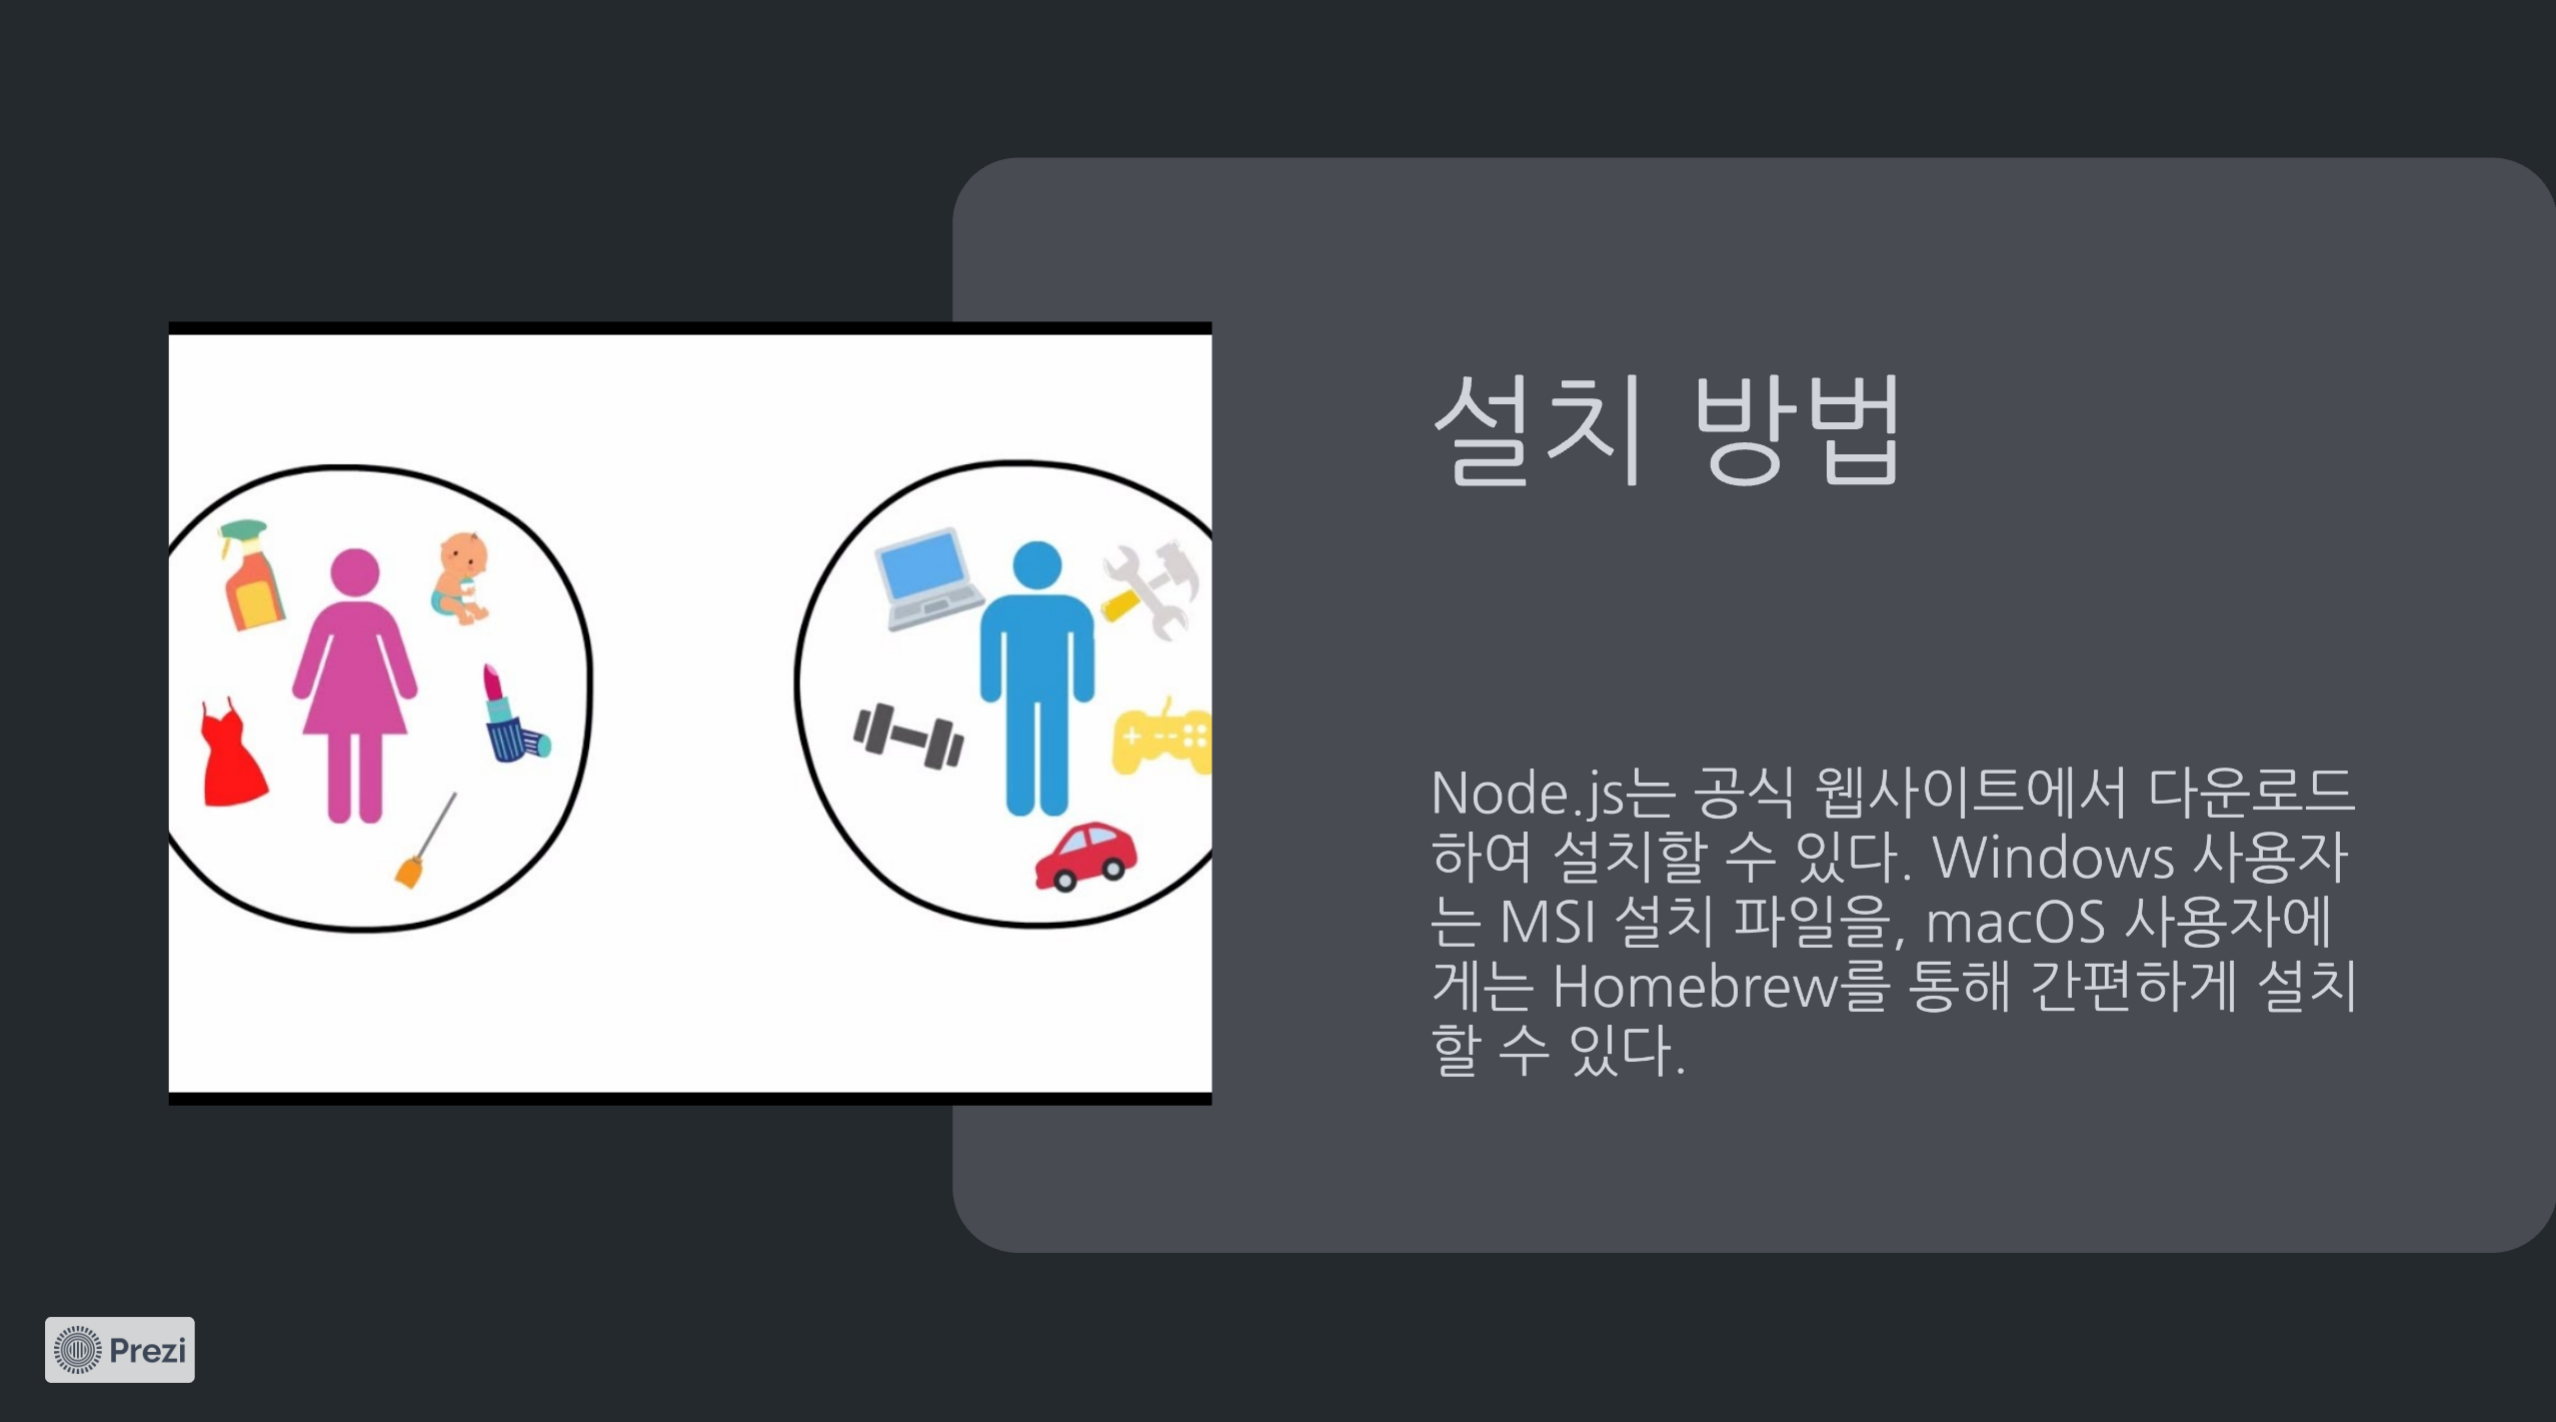 설치 방법
Node.js는 공식 웹사이트에서 다운로드
하여 설치할 수 있다. Windows 사용자
는 MSI 설치 파일을, macOS 사용자에
게는 Homebrew를 통해 간편하게 설치
할 수 있다.
Prezi